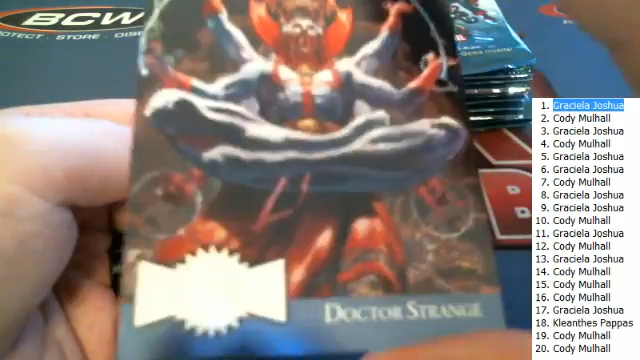 BCW
PROTECT . STORE . DIS
DOCTOR STRANGE
1. Graciela Joshua
2. Cody Mulhall
3. Graciela Joshua
4. Cody Mulhall
5. Graciela Joshua
6. Graciela Joshua
7. Cody Mulhall
8. Graciela Joshua
9. Graciela Joshua
10. Cody Mulhall
11. Graciela Joshua
12. Cody Mulhall
13. Graciela Joshua
14. Cody Mulhall
15. Cody Mulhall
16. Cody Mulhall
17. Graciela Joshua
18. Kleanthes Pappas
19. Cody Mulhall
20. Cody Mulhall